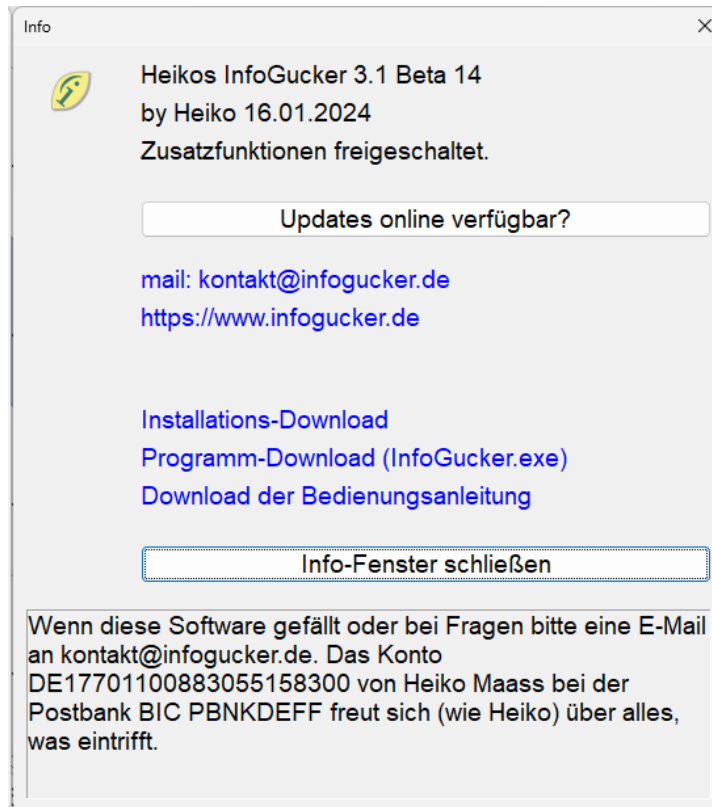 Info
Heikos InfoGucker 3.1 Beta 14
by Heiko 16.01.2024
Zusatzfunktionen freigeschaltet.
Updates online verfügbar?
mail: kontakt@infogucker.de
https://www.infogucker.de
Installations-Download
Programm-Download (InfoGucker.exe)
Download der Bedienungsanleitung
Info-Fenster schließen
Wenn diese Software gefällt oder bei Fragen bitte eine E-Mail
an kontakt@infogucker.de. Das Konto
DE17701100883055158300 von Heiko Maass bei der
Postbank BIC PBNKDEFF freut sich (wie Heiko) über alles,
was eintrifft.